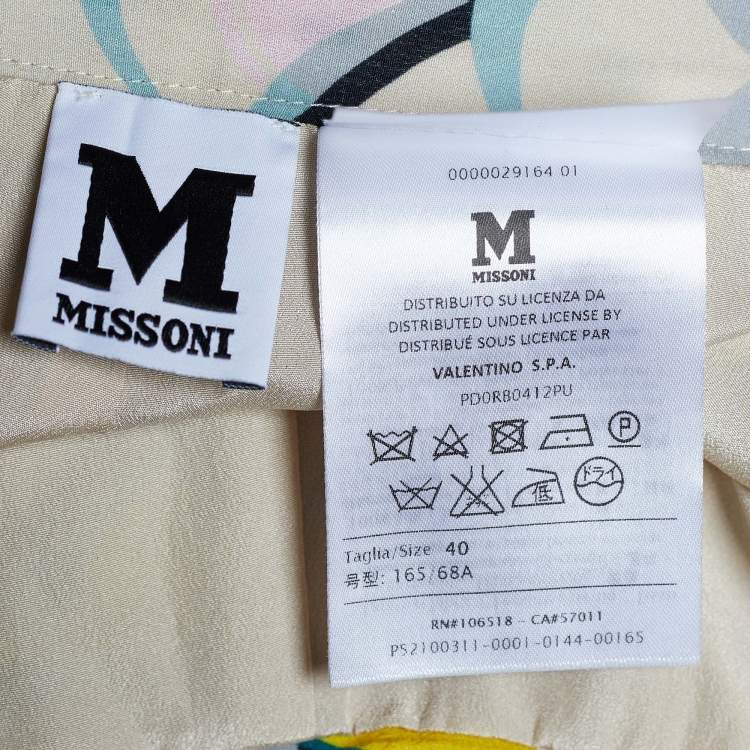 M
MISSONI
0000029164 01
M
MISSONI
DISTRIBUITO SU LICENZA DA
DISTRIBUTED UNDER LICENSE BY
DISTRIBUÉ SOUS LICENCE PAR
VALENTINO S.P.A.
PD0RB0412PU
P
低
ドライ
Taglia/Size 40
号型: 165/68A
RN#106518 - CA#57011
PS2100311-0001-0144-00165